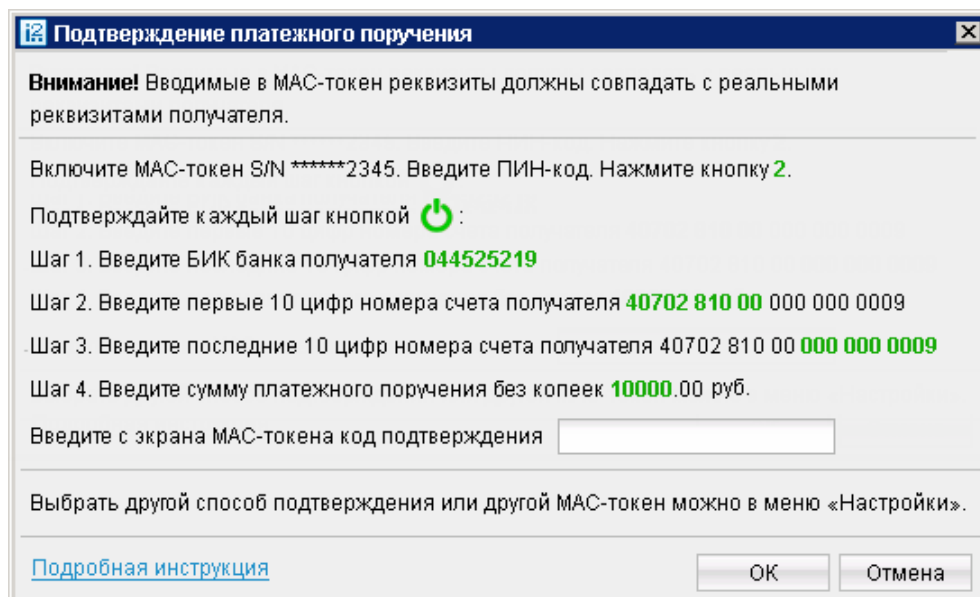 i2 Подтверждение платежного поручения
Внимание! Вводимые в МАС-токен реквизиты должны совпадать с реальными
реквизитами получателя.
Включите МАС-токен S/N ******2345. Введите ПИН-код. Нажмите кнопку 2.
Подтверждайте каждый шаг кнопкой :
Шаг 1. Введите БИК банка получателя 044525219
Шаг 2. Введите первые 10 цифр номера счета получателя 40702 810 00 000 000 0009
Шаг 3. Введите последние 10 цифр номера счета получателя 40702 810 00 000 000 0009
Шаг 4. Введите сумму платежного поручения без копеек 10000.00 руб.
Введите с экрана МАС-токена код подтверждения
Выбрать другой способ подтверждения или другой МАС-токен можно в меню «Настройки».
Подробная инструкция
ОК
Отмена